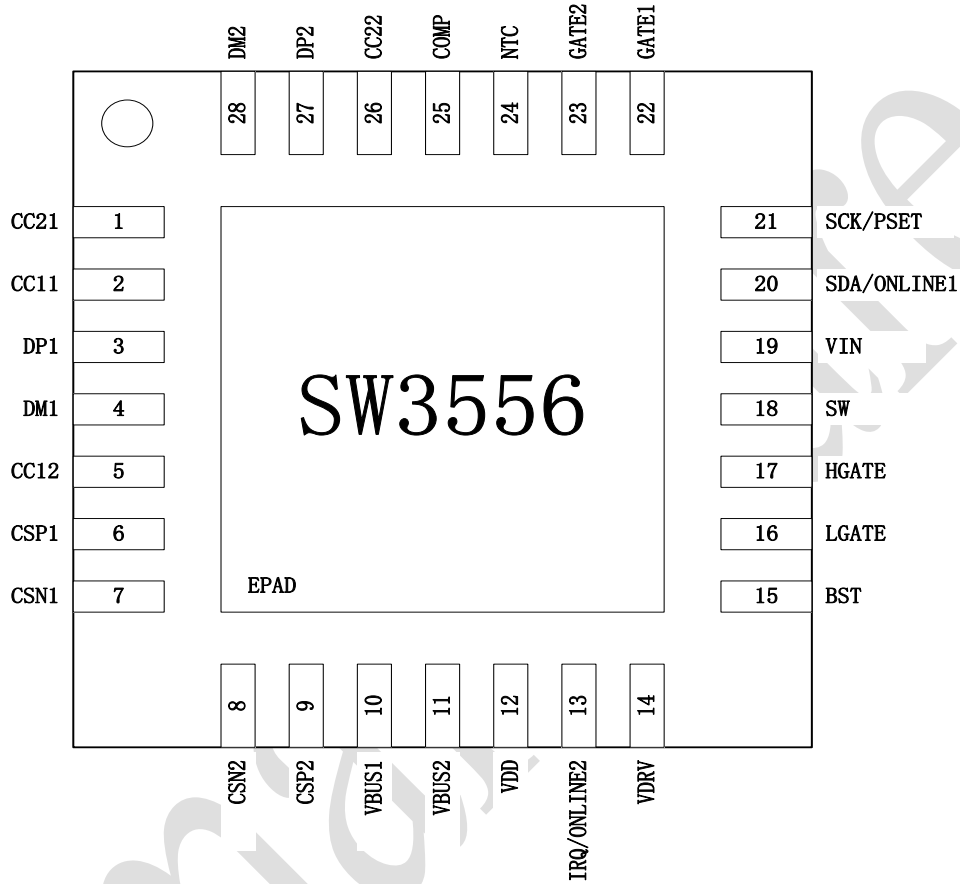 DM2 DP2 CC22 COMP NTC GATE2 GATE1
28 27 26 25 24 23 22
CC21 1 21 SCK/PSET
CC11 2 20 SDA/ONLINE1
DP1 3 19 VIN
DM1 4 18 SW
SW3556
CC12 5 17 HGATE
CSP1 6 16 LGATE
CSN1 7 15 BST
EPAD
8 9 10 11 12 13 14
CSN2 CSP2 VBUS1 VBUS2 VDD IRQ/ONLINE2 VDRV